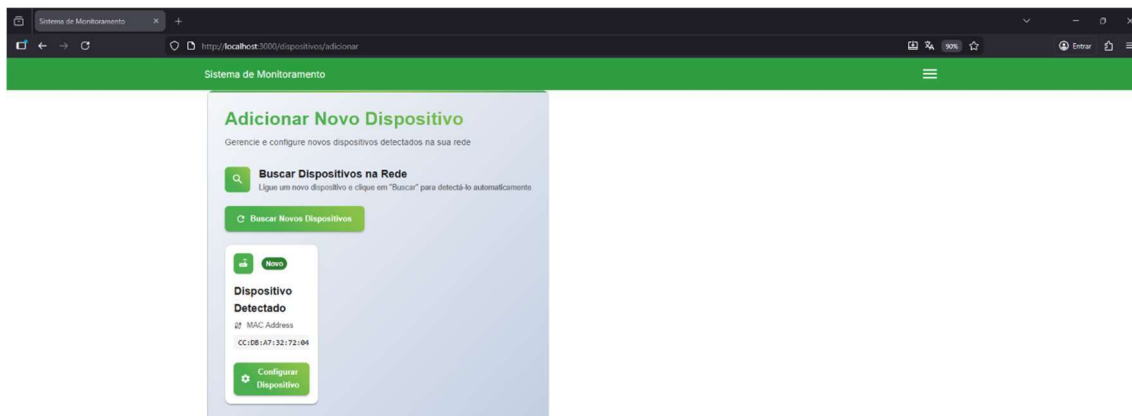 Sistema de Monitoramento
http://localhost:3000/dispositivos/adicionar
90%
Entrar
Sistema de Monitoramento
Adicionar Novo Dispositivo
Gerencie e configure novos dispositivos detectados na sua rede
Buscar Dispositivos na Rede
Ligue um novo dispositivo e clique em "Buscar" para detectá-lo automaticamente
Buscar Novos Dispositivos
Novo
Dispositivo
Detectado
MAC Address
CC:DB:A7:32:72:04
Configurar
Dispositivo